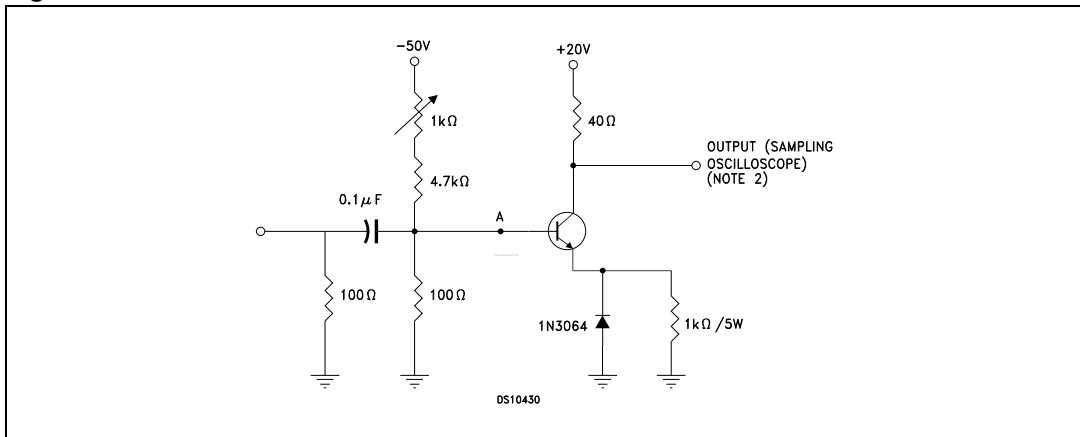 -50V
+20V
1kΩ
40Ω
OUTPUT (SAMPLING
OSCILLOSCOPE)
(NOTE 2)
4.7kΩ
0.1μF
A
100Ω
100Ω
1N3064
1kΩ/5W
DS10430